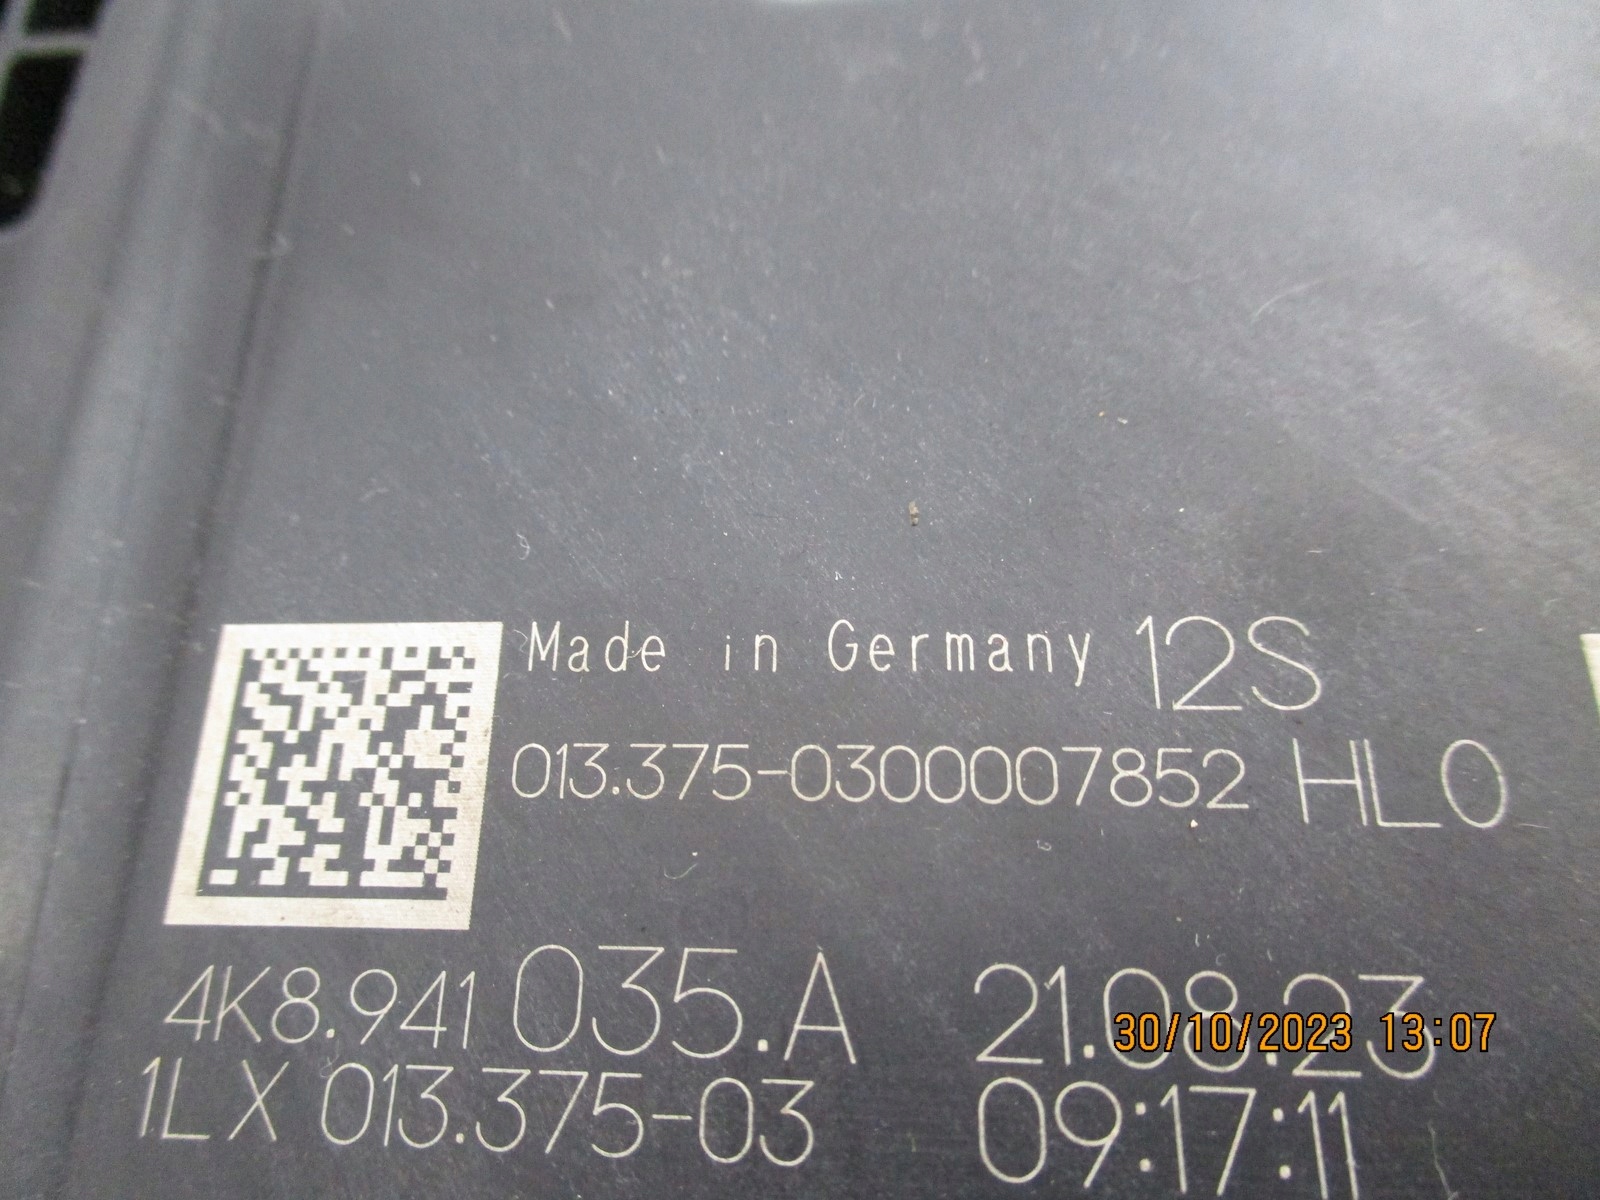 Made in Germany 12S
013.375-0300007852 HLO
4K8.941 035.A 21.08.23
30/10/2023 13:07
1LX 013.375-03 09:17:11